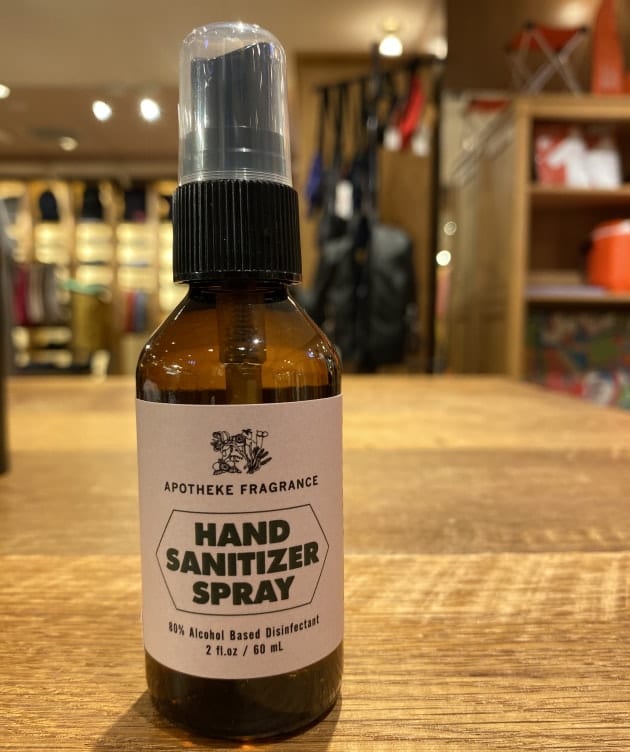 APOTHEKE FRAGRANCE
HAND
SANITIZER
SPRAY
80% Alcohol Based Disinfectant
2 fl.oz / 60 mL